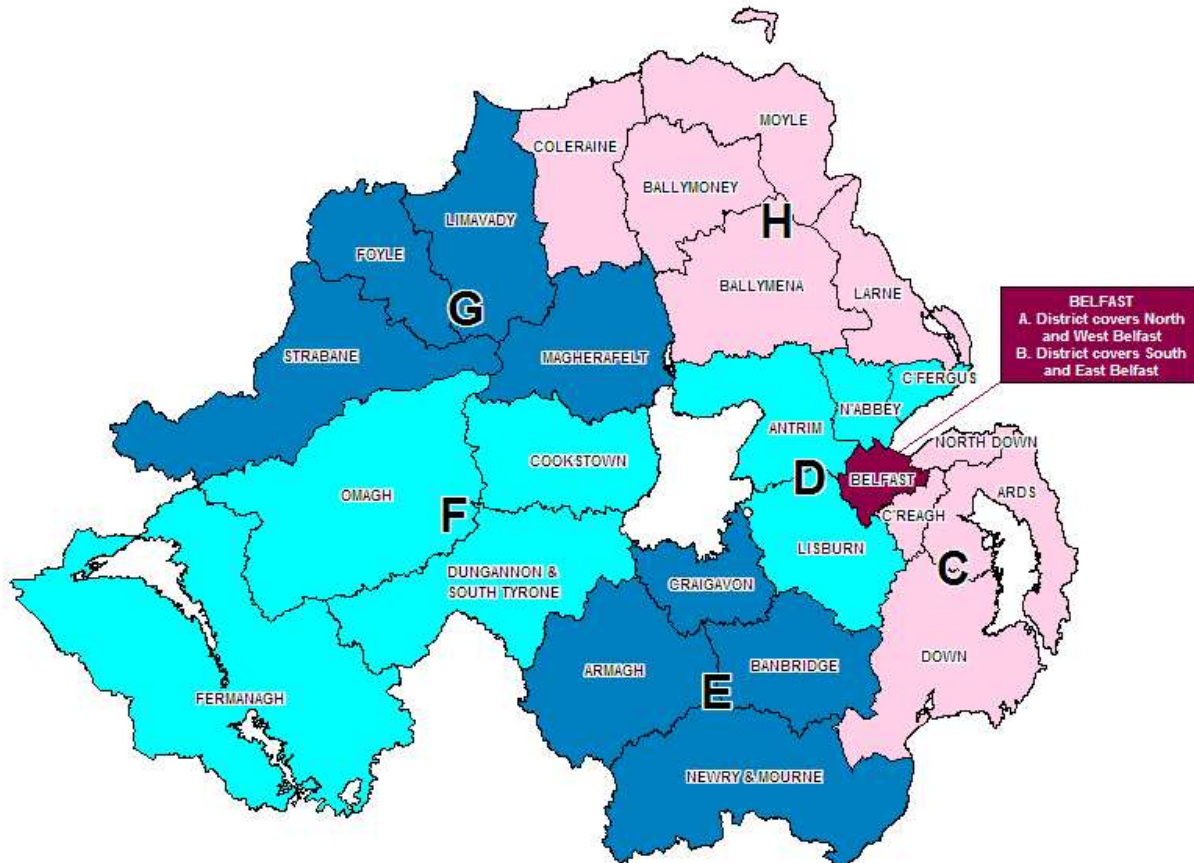 MOYLE
COLERAINE
BALLYMONEY
LIMAVADY
H
FOYLE
BALLYMENA
LARNE
G
BELFAST
A. District covers North
and West Belfast
B. District covers South
and East Belfast
STRABANE
MAGHERAFELT
C'FERGUS
N'ABBEY
ANTRIM
NORTH DOWN
COOKSTOWN
D
BELFAST
OMAGH
ARDS
F
C'REAGH
LISBURN
C
DUNGANNON &
SOUTH TYRONE
CRAIGAVON
DOWN
ARMAGH
BANBRIDGE
E
FERMANAGH
NEWRY & MOURNE